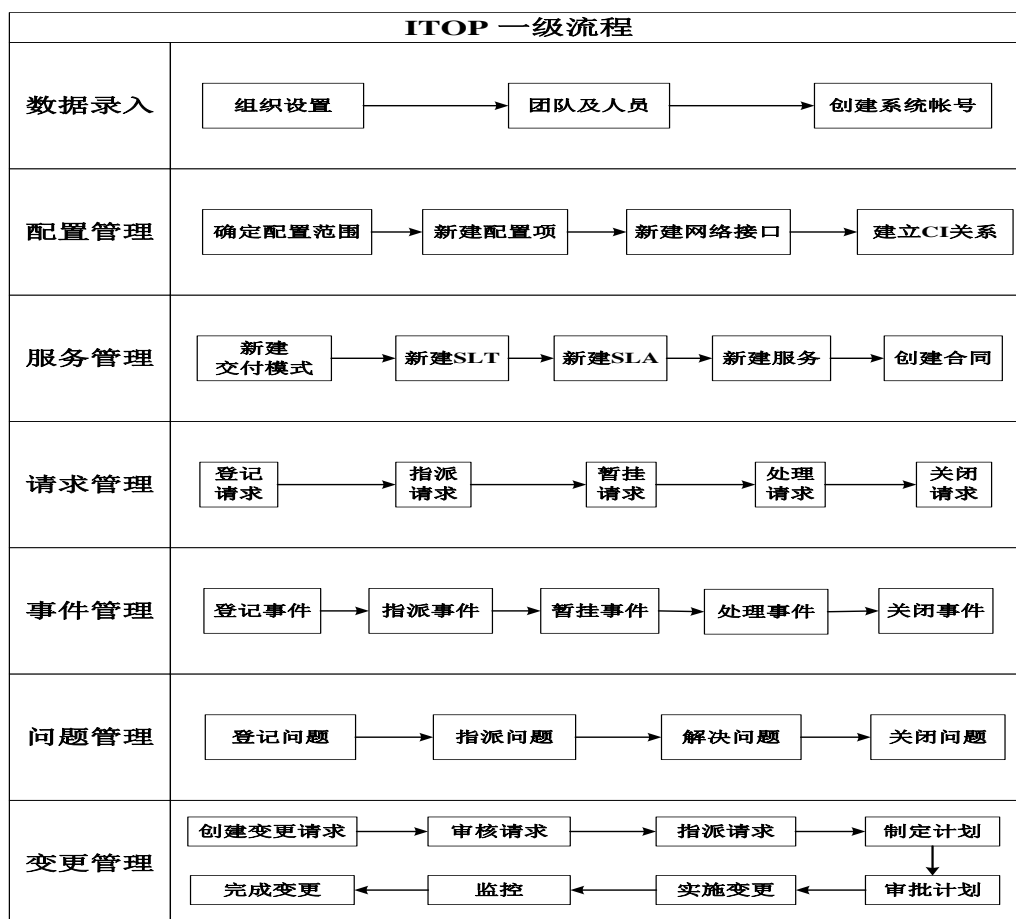 ITOP 一级流程
数据录入
组织设置
团队及人员
创建系统帐号
配置管理
确定配置范围
新建配置项
新建网络接口
建立CI关系
服务管理
新建
交付模式
新建SLT
新建SLA
新建服务
创建合同
请求管理
登记
请求
指派
请求
暂挂
请求
处理
请求
关闭
请求
事件管理
登记事件
指派事件
暂挂事件
处理事件
关闭事件
问题管理
登记问题
指派问题
解决问题
关闭问题
变更管理
创建变更请求
审核请求
指派请求
制定计划
完成变更
监控
实施变更
审批计划